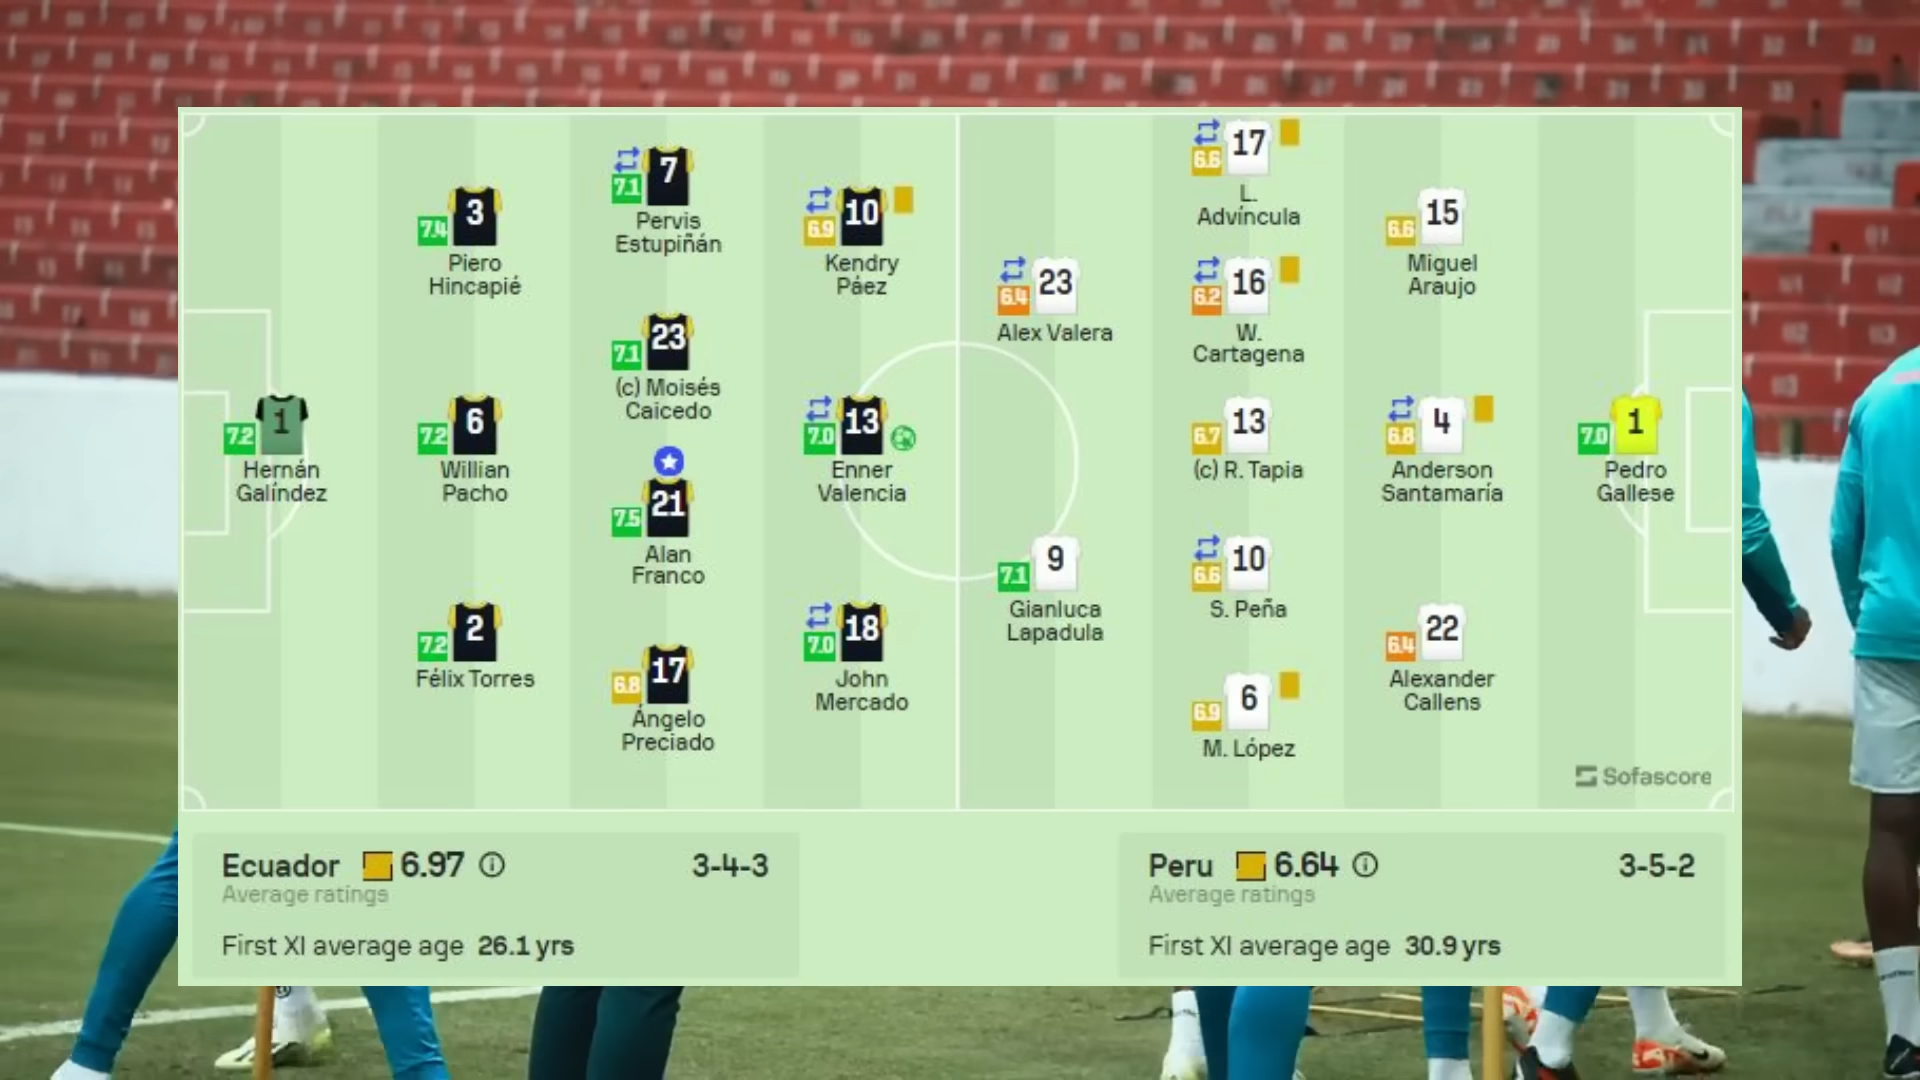 1
7.2
Hernán
Galíndez
3
7.4
Piero
Hincapié
6
7.2
Willian
Pacho
2
7.2
Félix Torres
7
7.1
Pervis
Estupiñán
23
7.1
(c) Moisés
Caicedo
21
7.5
Alan
Franco
17
6.8
Ángelo
Preciado
10
6.9
Kendry
Páez
13
7.0
Enner
Valencia
18
7.0
John
Mercado
23
6.4
Alex Valera
9
7.1
Gianluca
Lapadula
17
6.6
L.
Advíncula
16
6.2
W.
Cartagena
13
6.7
(c) R. Tapia
10
6.6
S. Peña
6
6.9
M. López
15
6.6
Miguel
Araujo
4
6.8
Anderson
Santamaría
22
6.4
Alexander
Callens
1
7.0
Pedro
Gallese
Sofascore
Ecuador 6.97 3-4-3
Average ratings
First XI average age 26.1 yrs
Peru 6.64 3-5-2
Average ratings
First XI average age 30.9 yrs